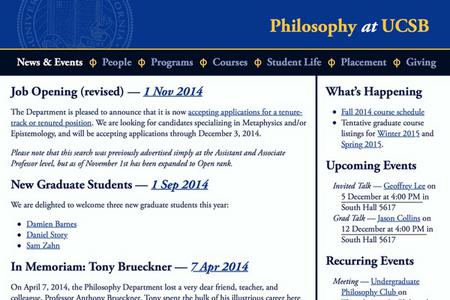 Philosophy at UCSB
News & Events ф People ф Programs ф Courses ф Student Life ф Placement ф Giving
Job Opening (revised) — 1 Nov 2014
The Department is pleased to announce that it is now accepting applications for a tenure-
track or tenured position. We are looking for candidates specializing in Metaphysics and/or
Epistemology, and will be accepting applications through December 3, 2014.
Please note that this search was previously advertised simply at the Assistant and Associate
Professor level, but as of November 1st has been expanded to Open rank.
New Graduate Students — 1 Sep 2014
We are delighted to welcome three new graduate students this year:
Damien Barnes
Daniel Story
Sam Zahn
In Memoriam: Tony Brueckner — 7 Apr 2014
On April 7, 2014, the Philosophy Department lost a very dear friend, teacher, and
colleague, Professor Anthony Brueckner. Tony spent the bulk of his illustrious career here
What's Happening
Fall 2014 course schedule
Tentative graduate course
listings for Winter 2015 and
Spring 2015.
Upcoming Events
Invited Talk — Geoffrey Lee on
5 December at 4:00 PM in
South Hall 5617
Grad Talk — Jason Collins on
12 December at 4:00 PM in
South Hall 5617
Recurring Events
Meeting — Undergraduate
Philosophy Club on